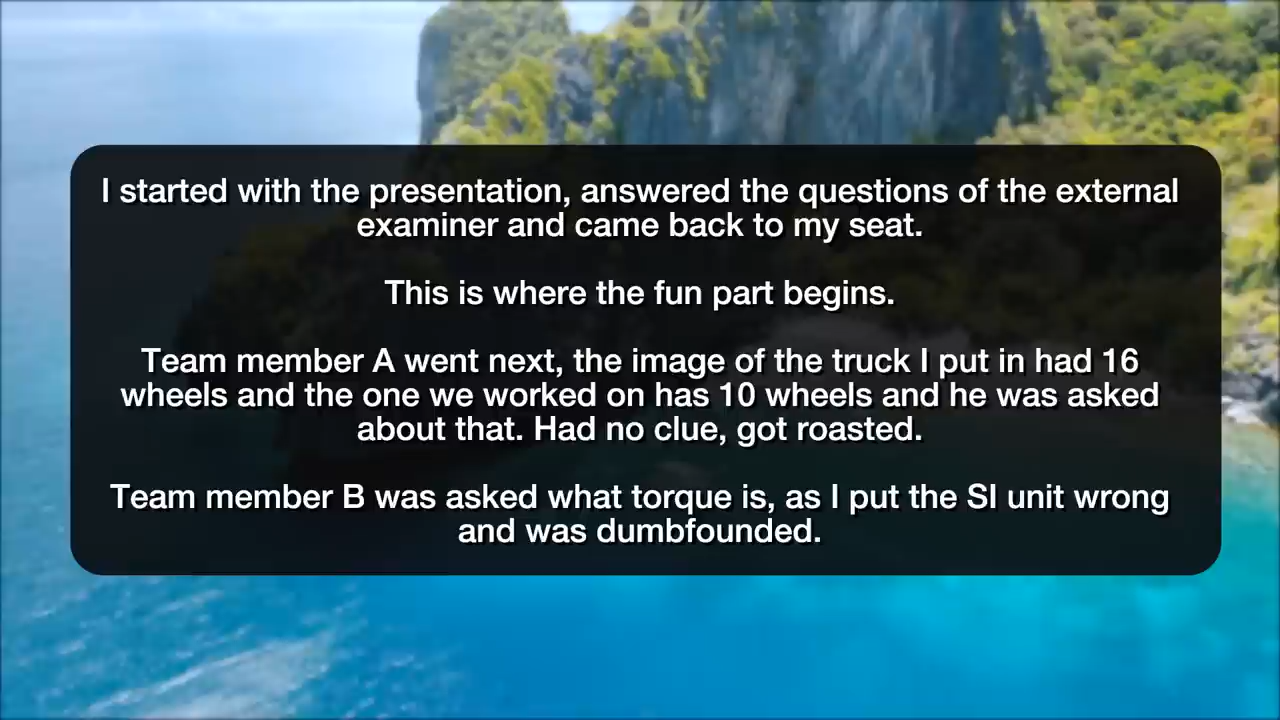 I started with the presentation, answered the questions of the external
examiner and came back to my seat.
This is where the fun part begins.
Team member A went next, the image of the truck I put in had 16
wheels and the one we worked on has 10 wheels and he was asked
about that. Had no clue, got roasted.
Team member B was asked what torque is, as I put the SI unit wrong
and was dumbfounded.